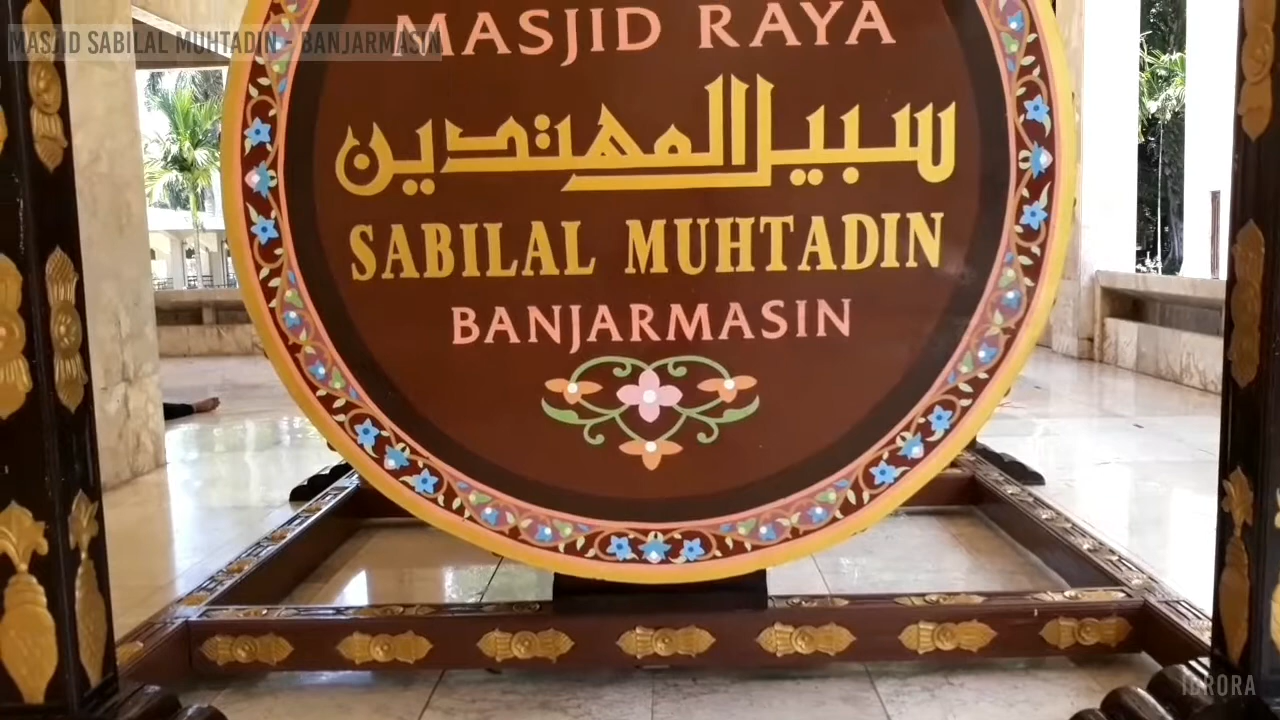 MASJID SABILAL MUHTADIN - BANJARMASIN
MASJID RAYA
سبيل المهتدين
SABILAL MUHTADIN
BANJARMASIN
IBRORA